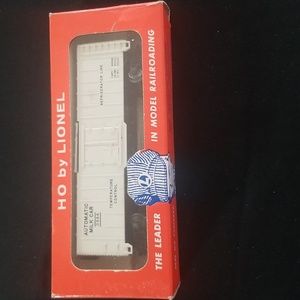 HO by LIONEL
REFRIGERATOR LINE
TEMPERATURE
CONTROL
AUTOMATIC
MILK CAR
L
THE LEADER IN MODEL RAILROADING